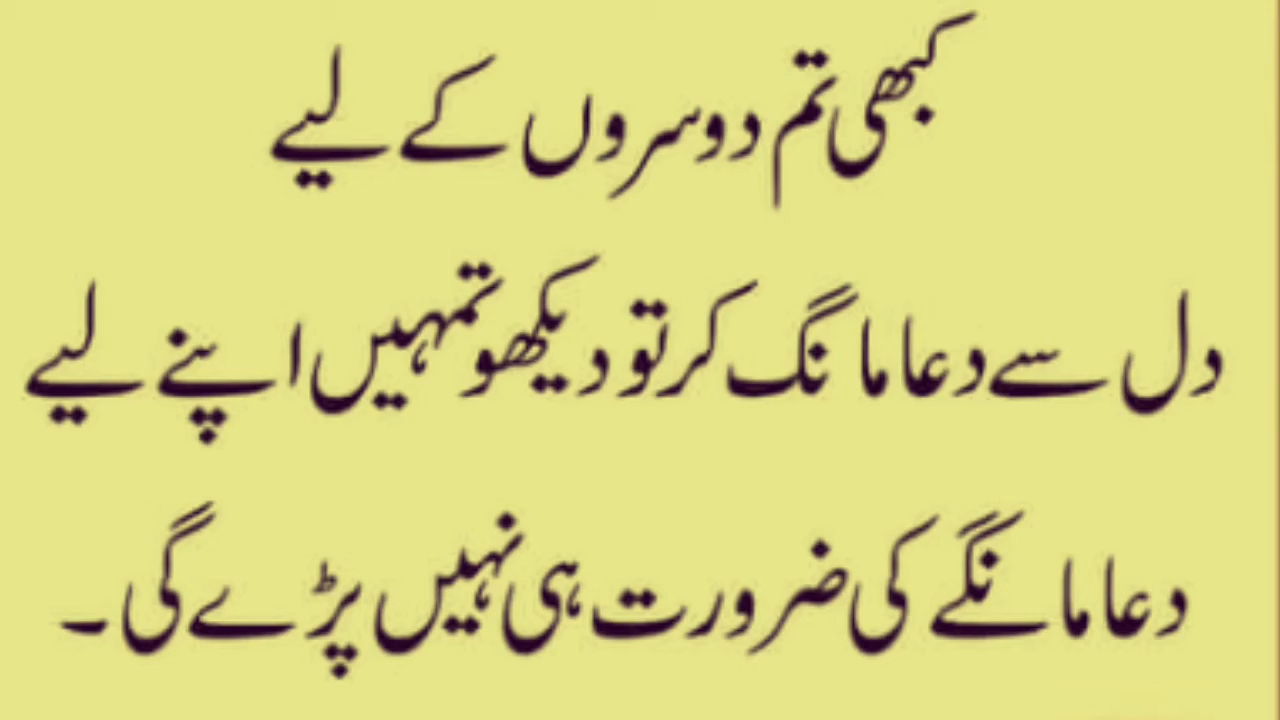 کبھی تم دوسروں کے لیے
دل سے دعا مانگ کر تو دیکھو تمہیں اپنے لیے
دعا مانگے کی ضرورت ہی نہیں پڑے گی۔